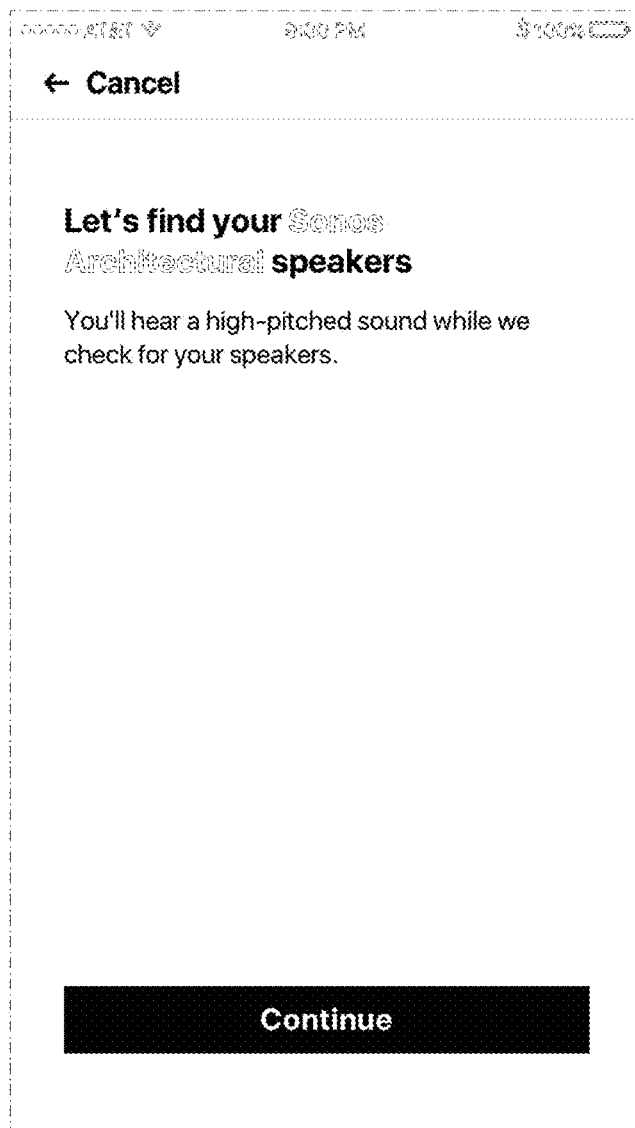 AT&T 9:00 PM 100%
← Cancel
Let's find your Sonos
Architectural speakers
You'll hear a high-pitched sound while we
check for your speakers.
Continue